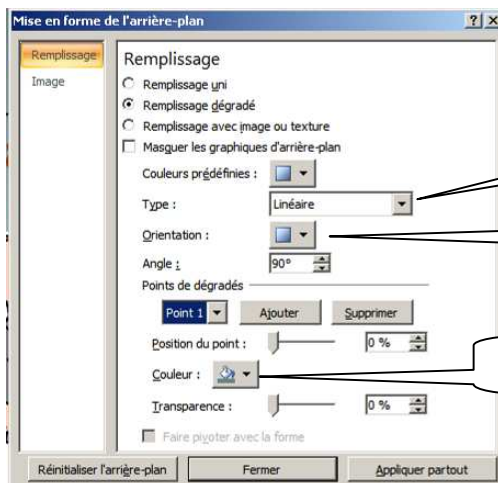 Mise en forme de l'arrière-plan
Remplissage
Image
Remplissage
Remplissage uni
Remplissage dégradé
Remplissage avec image ou texture
Masquer les graphiques d'arrière-plan
Couleurs prédéfinies :
Type : Linéaire
Orientation :
Angle : 90°
Points de dégradés
Point 1 Ajouter Supprimer
Position du point : 0 %
Couleur :
Transparence : 0 %
Faire pivoter avec la forme
Réinitialiser l'arrière-plan Fermer Appliquer partout